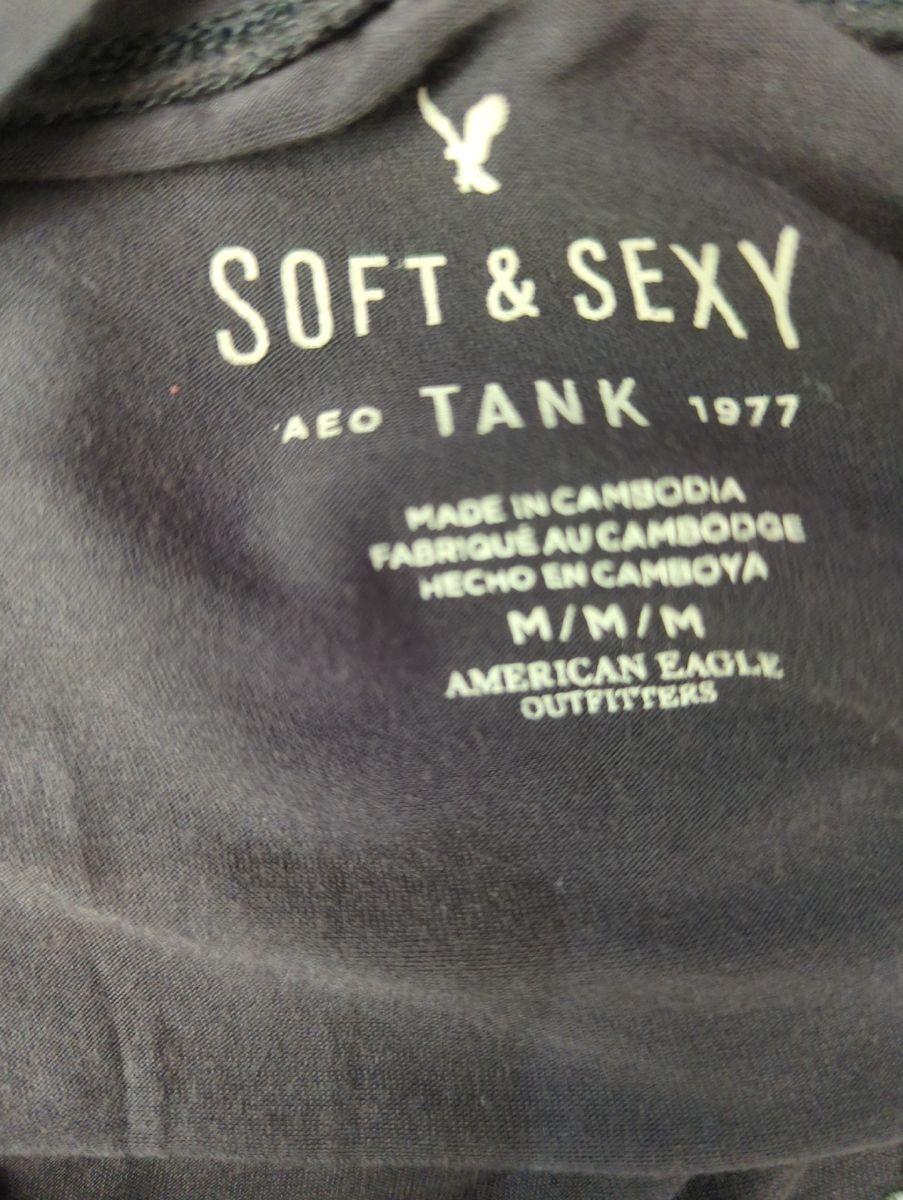 SOFT & SEXY
AEO TANK 1977
MADE IN CAMBODIA
FABRIQUÉ AU CAMBODGE
HECHO EN CAMBOYA
M/M/M
AMERICAN EAGLE
OUTFITTERS